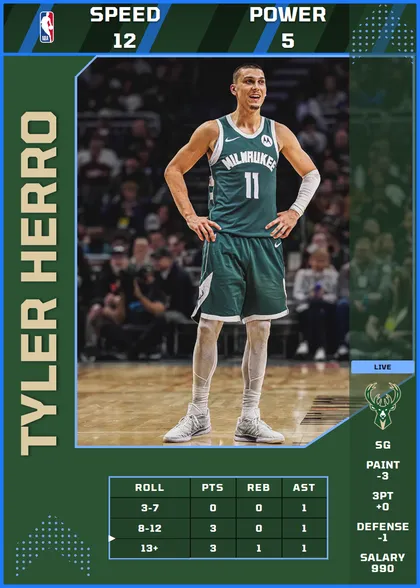 SPEED
12
POWER
5
NBA
TYLER HERRO
MILWAUKEE
11
LIVE
SG
PAINT
-3
3PT
+0
DEFENSE
-1
SALARY
990
ROLL PTS REB AST
3-7 0 0 1
8-12 3 0 1
13+ 3 1 1